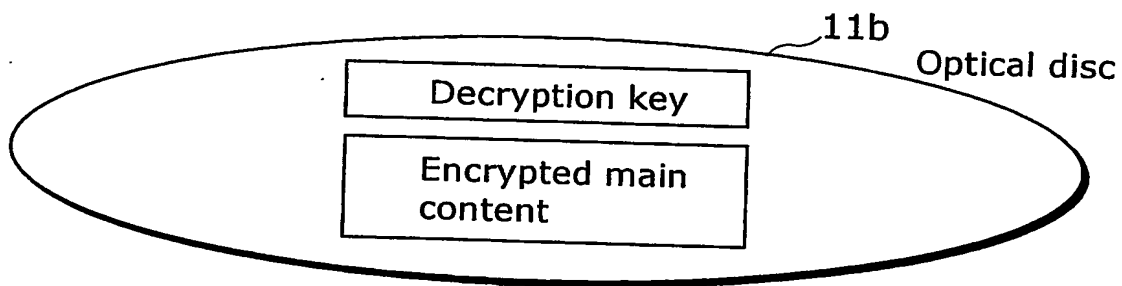 11b
Optical disc
Decryption key
Encrypted main
content